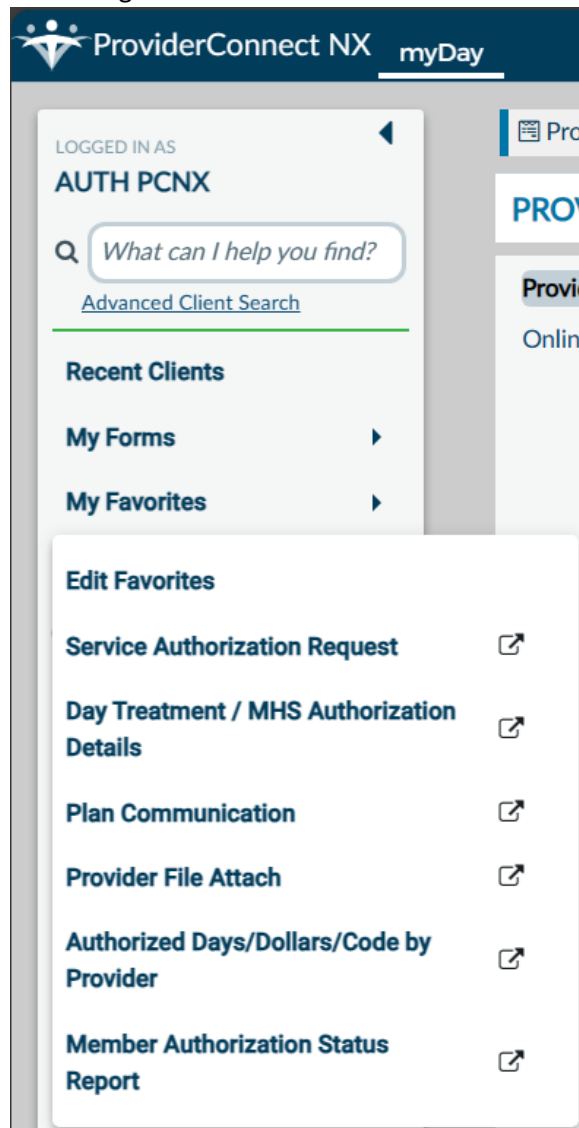 ProviderConnect NX myDay
LOGGED IN AS
AUTH PCNX
What can I help you find?
Advanced Client Search
Recent Clients
My Forms
My Favorites
Edit Favorites
Service Authorization Request
Day Treatment / MHS Authorization
Details
Plan Communication
Provider File Attach
Authorized Days/Dollars/Code by
Provider
Member Authorization Status
Report